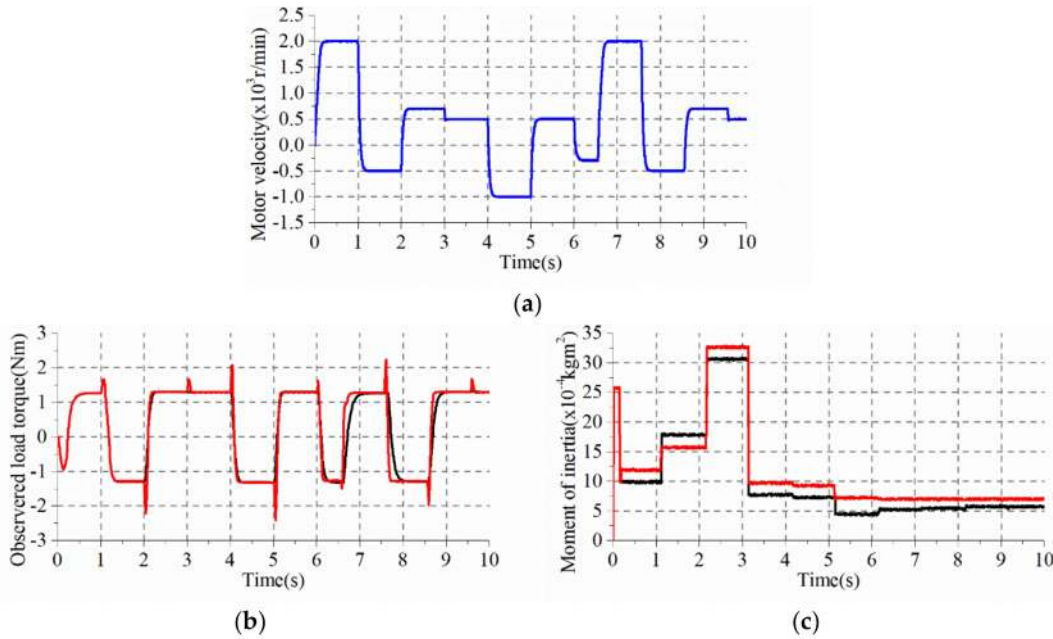 2.5
2.0
1.5
1.0
0.5
0.0
-0.5
-1.0
-1.5
Motor velocity(x10³r/min)
0 1 2 3 4 5 6 7 8 9 10
Time(s)
(a)
3
2
1
0
-1
-2
-3
Observered load torque(Nm)
0 1 2 3 4 5 6 7 8 9 10
Time(s)
(b)
35
30
25
20
15
10
5
0
Moment of inertia(x10⁻⁴kgm²)
0 1 2 3 4 5 6 7 8 9 10
Time(s)
(c)